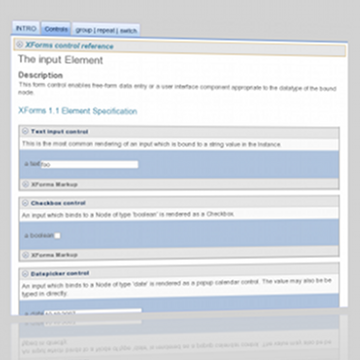 INTRO Controls group | repeat | switch
XForms control reference
The input Element
Description
This form control enables free-form data entry or a user interface component appropriate to the datatype of the bound
node.
XForms 1.1 Element Specification
Text input control
This is the most common rendering of an input which is bound to a string value in the instance.
a text foo
XForms Markup
Checkbox control
An input which binds to a Node of type 'boolean' is rendered as a Checkbox.
a boolean
XForms Markup
Datepicker control
An input which binds to a Node of type 'date' is rendered as a popup calendar control. The value may also be be
typed in directly.